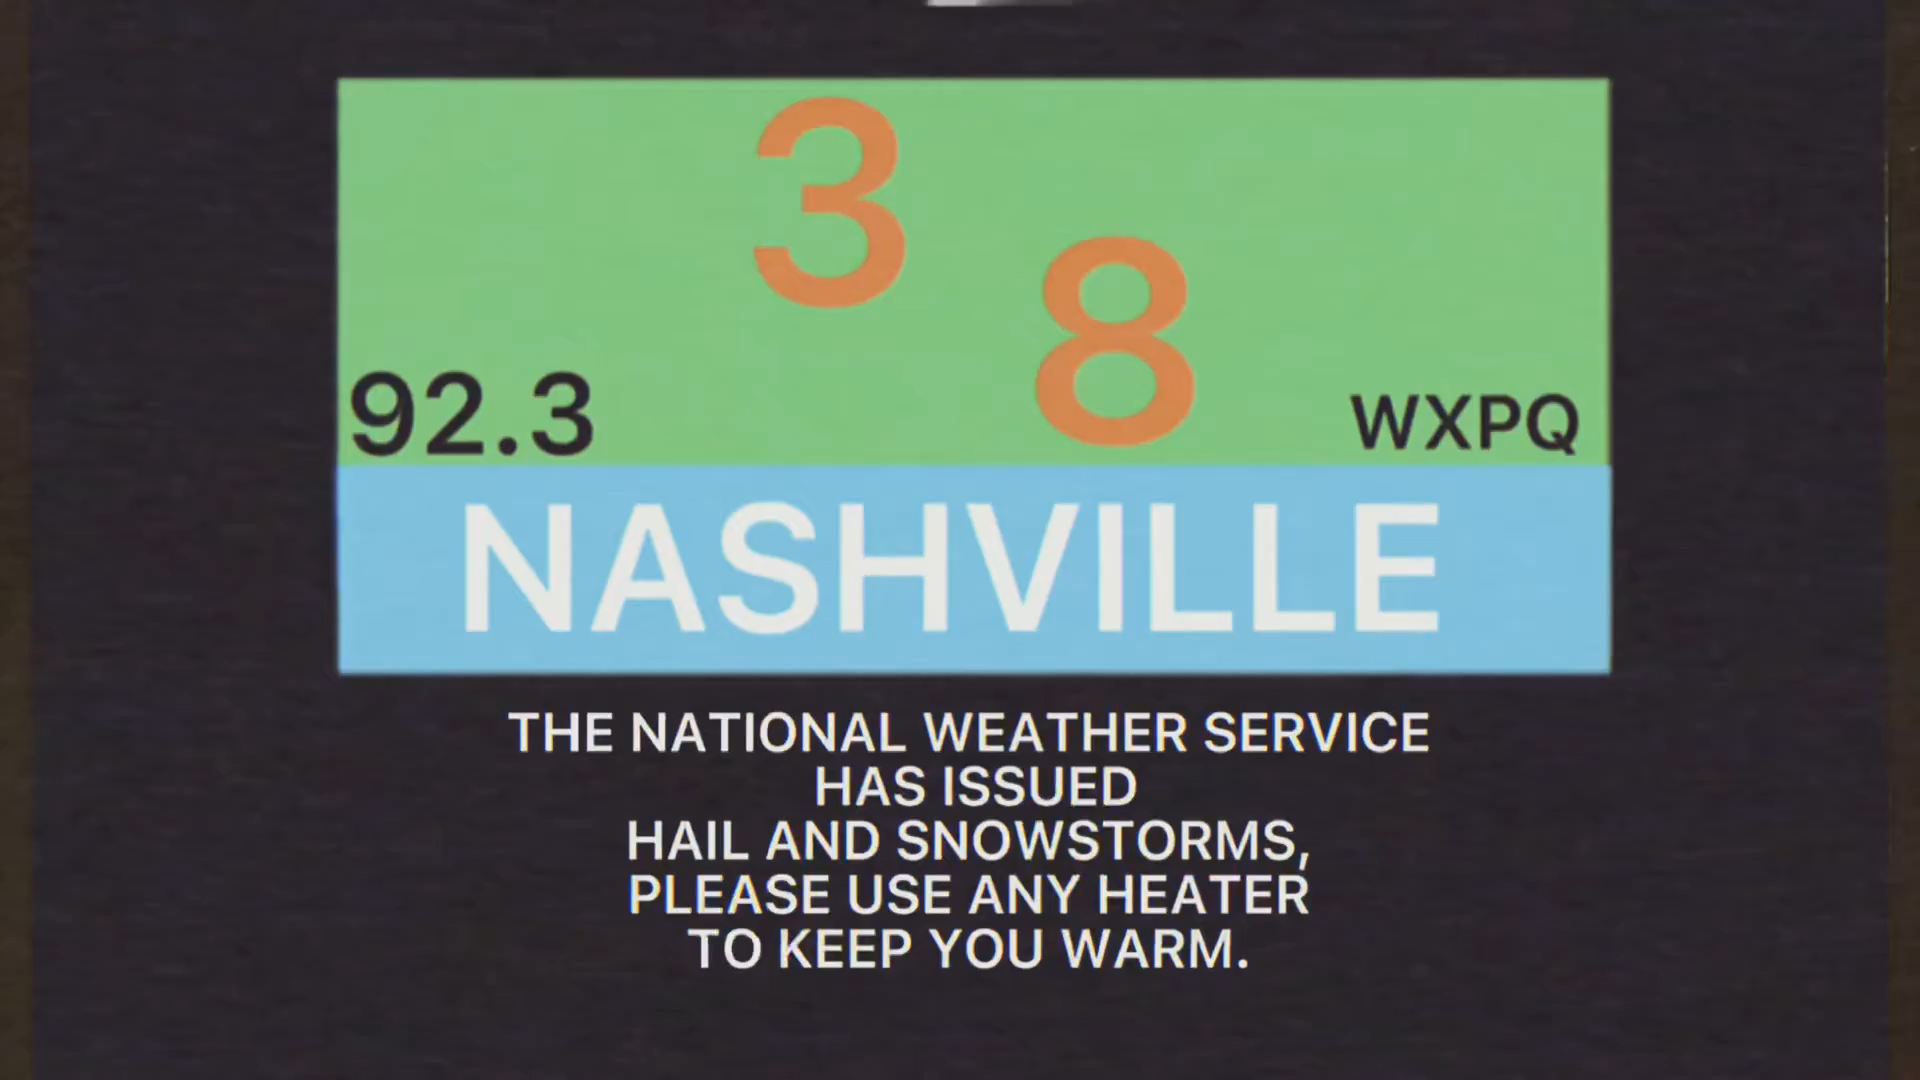 3
8
92.3
WXPQ
NASHVILLE
THE NATIONAL WEATHER SERVICE
HAS ISSUED
HAIL AND SNOWSTORMS,
PLEASE USE ANY HEATER
TO KEEP YOU WARM.